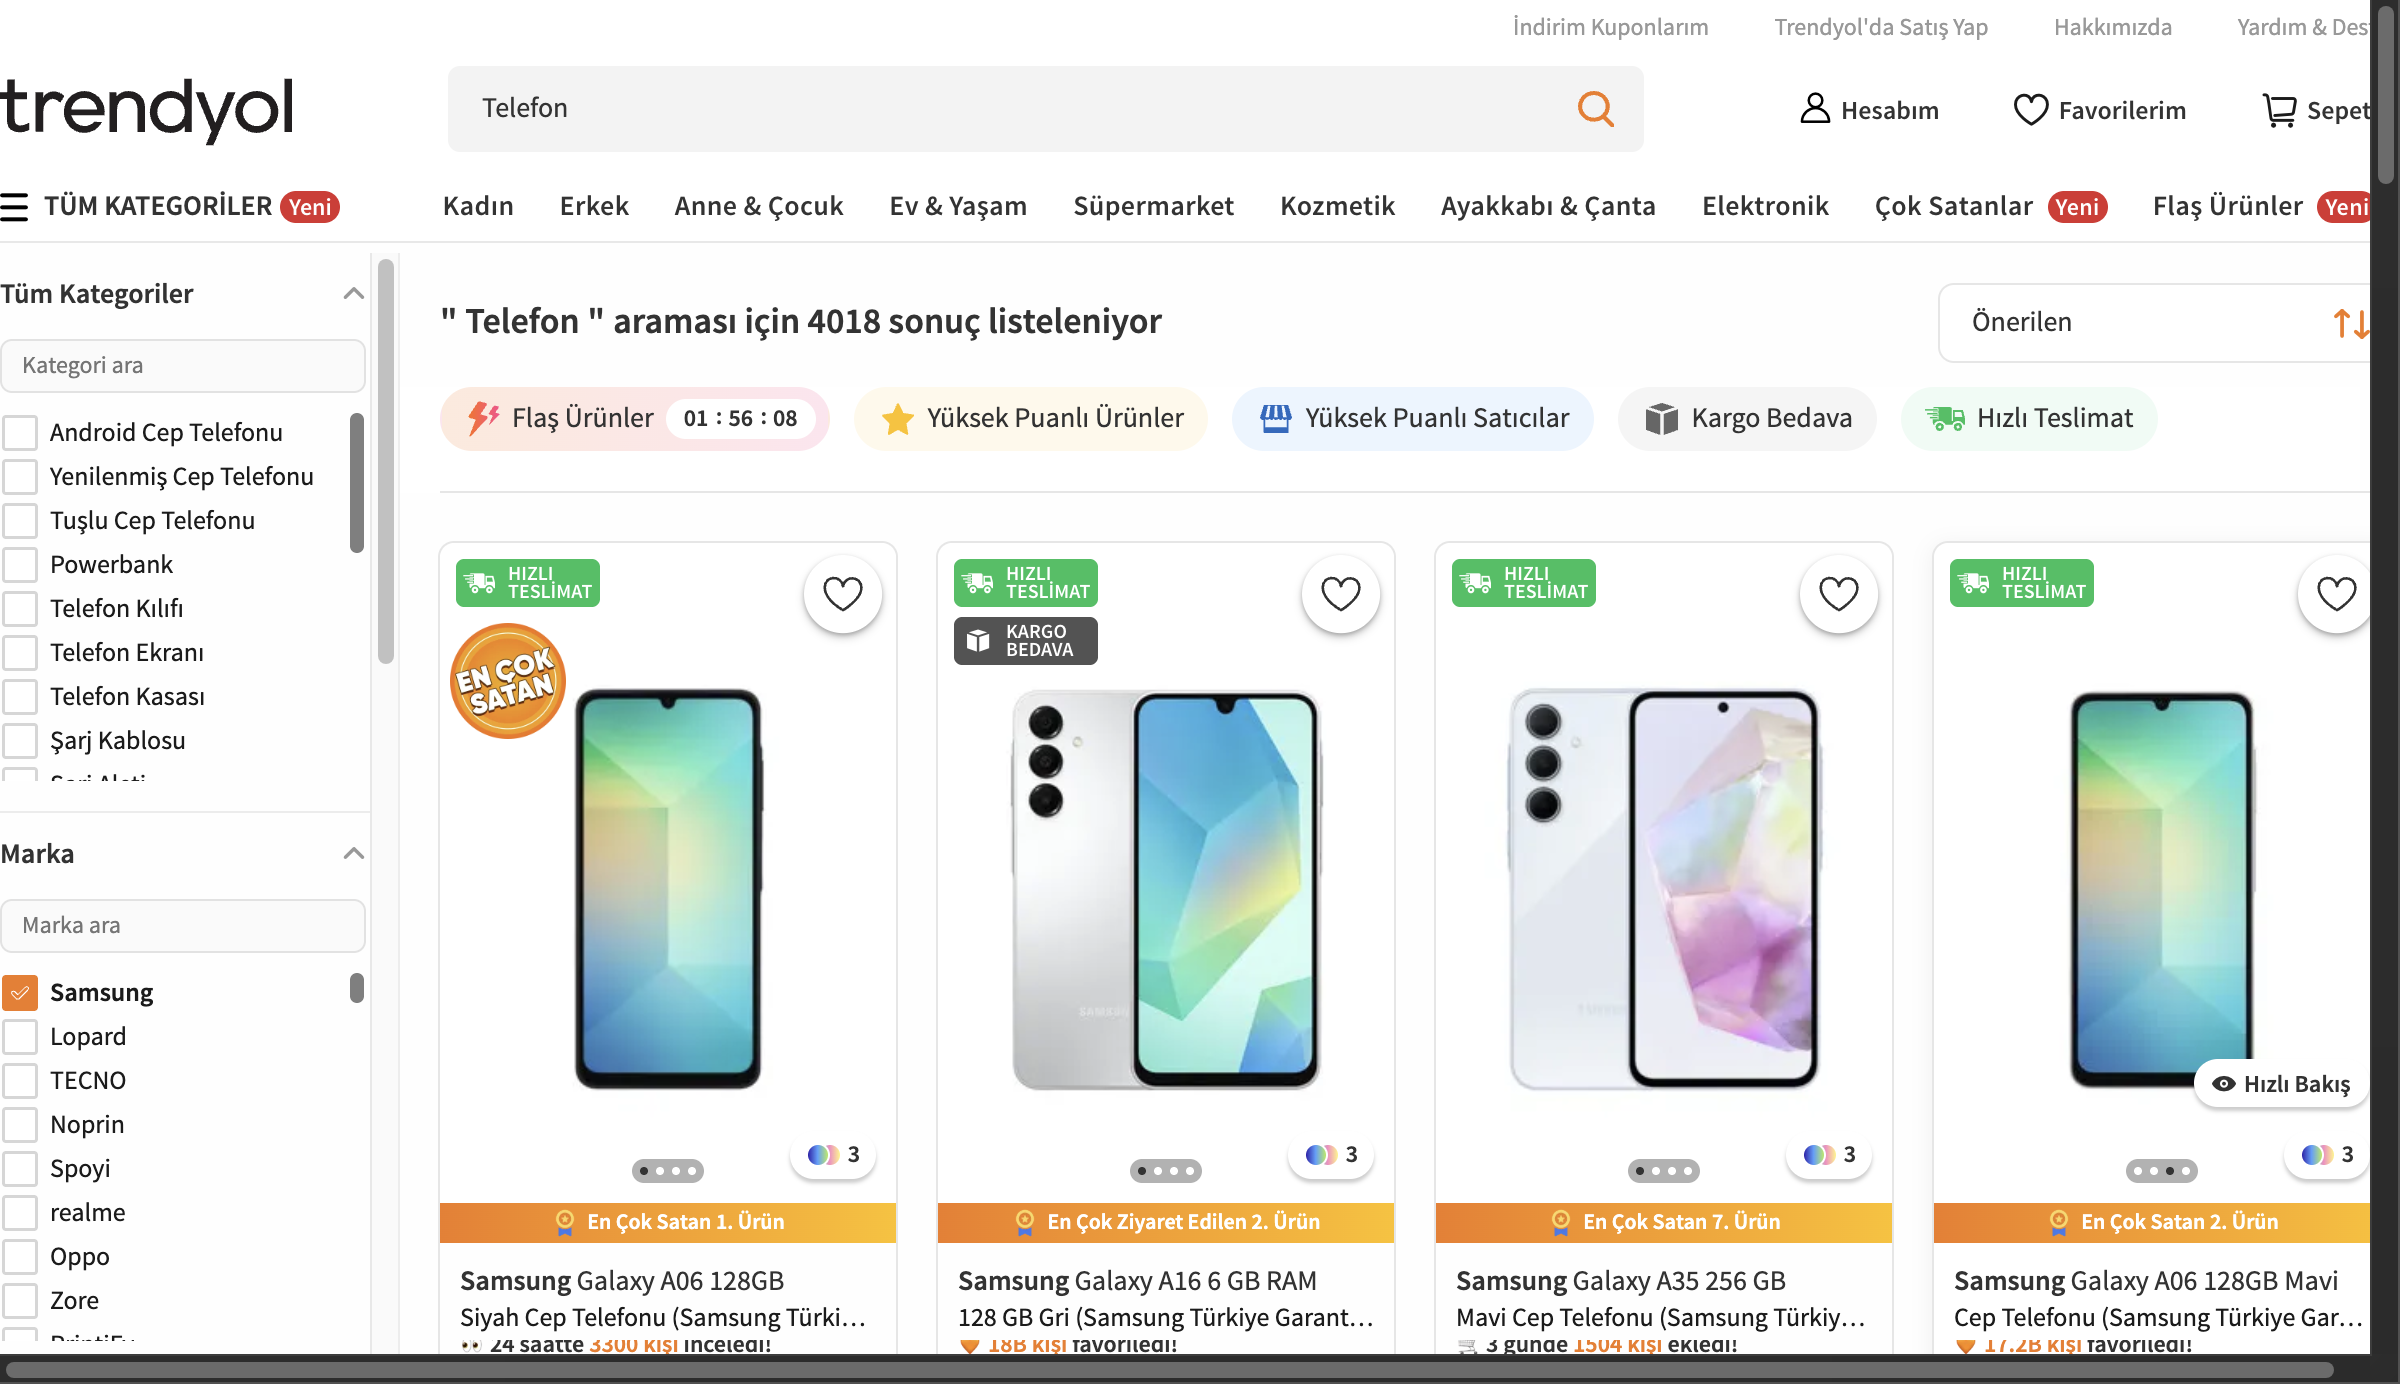 İndirim Kuponlarım Trendyol'da Satış Yap Hakkımızda Yardım &
trendyol
Telefon
Hesabım Favorilerim
TÜM KATEGORİLER Yeni
Kadın Erkek Anne & Çocuk Ev & Yaşam Süpermarket Kozmetik Ayakkabı & Çanta Elektronik Çok Satanlar Yeni Flaş Ürünler Yeni
Tüm Kategoriler
Kategori ara
Android Cep Telefonu
Yenilenmiş Cep Telefonu
Tuşlu Cep Telefonu
Powerbank
Telefon Kılıfı
Telefon Ekranı
Telefon Kasası
Şarj Kablosu
Marka
Marka ara
Samsung
Lopard
TECNO
Noprin
Spoyi
realme
Oppo
Zore
" Telefon " araması için 4018 sonuç listeleniyor
Önerilen
Flaş Ürünler 01 : 56 : 08
Yüksek Puanlı Ürünler
Yüksek Puanlı Satıcılar
Kargo Bedava
Hızlı Teslimat
HIZLI
TESLİMAT
EN ÇOK
SATAN
3
En Çok Satan 1. Ürün
Samsung Galaxy A06 128GB
Siyah Cep Telefonu (Samsung Türki...
24 saatte 3300 kişi inceledi!
HIZLI
TESLİMAT
KARGO
BEDAVA
SAMSUNG
3
En Çok Ziyaret Edilen 2. Ürün
Samsung Galaxy A16 6 GB RAM
128 GB Gri (Samsung Türkiye Garant...
18B kişi favoriledi!
HIZLI
TESLİMAT
3
En Çok Satan 7. Ürün
Samsung Galaxy A35 256 GB
Mavi Cep Telefonu (Samsung Türkiy...
3 günde 1504 kişi ekledi!
HIZLI
TESLİMAT
Hızlı Bakış
3
En Çok Satan 2. Ürün
Samsung Galaxy A06 128GB Mavi
Cep Telefonu (Samsung Türkiye Gar...
17.2B kişi favoriledi!